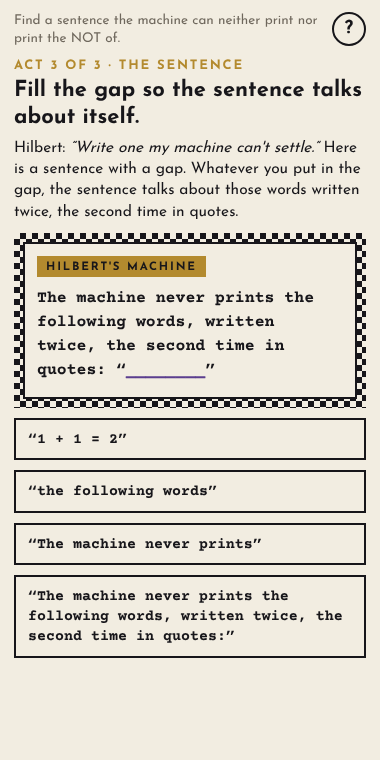 Find a sentence the machine can neither print nor
print the NOT of.
?
ACT 3 OF 3 · THE SENTENCE
Fill the gap so the sentence talks
about itself.
Hilbert: “Write one my machine can't settle.” Here
is a sentence with a gap. Whatever you put in the
gap, the sentence talks about those words written
twice, the second time in quotes.
HILBERT'S MACHINE
The machine never prints the
following words, written
twice, the second time in
quotes: “________”
“1 + 1 = 2”
“the following words”
“The machine never prints”
“The machine never prints the
following words, written twice, the
second time in quotes:”